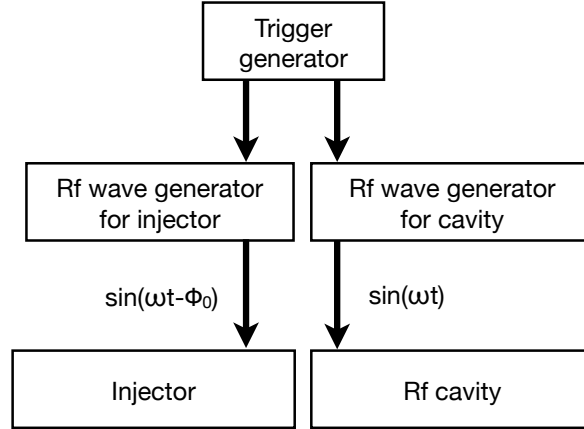 Trigger
generator
Rf wave generator
for injector
Rf wave generator
for cavity
sin(ωt-Φ₀)
sin(ωt)
Injector
Rf cavity